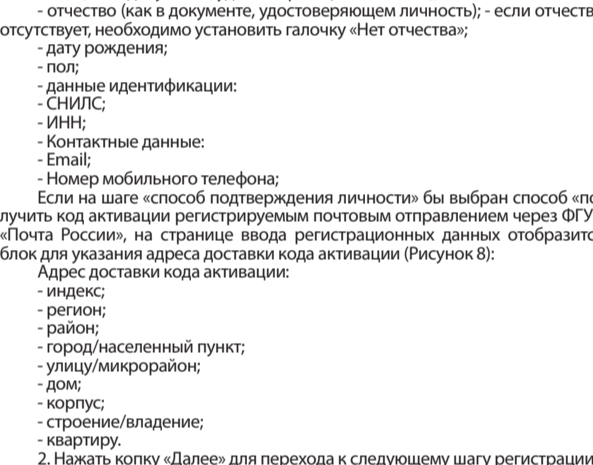 - отчество (как в документе, удостоверяющем личность); - если отчеств
отсутствует, необходимо установить галочку «Нет отчества»;
- дату рождения;
- пол;
- данные идентификации:
- СНИЛС;
- ИНН;
- Контактные данные:
- Email;
- Номер мобильного телефона;
Если на шаге «способ подтверждения личности» бы выбран способ «по
лучить код активации регистрируемым почтовым отправлением через ФГУ
«Почта России», на странице ввода регистрационных данных отобразитс
блок для указания адреса доставки кода активации (Рисунок 8):
Адрес доставки кода активации:
- индекс;
- регион;
- район;
- город/населенный пункт;
- улицу/микрорайон;
- дом;
- корпус;
- строение/владение;
- квартиру.
2. Нажать копку «Далее» для перехода к следующему шагу регистрации